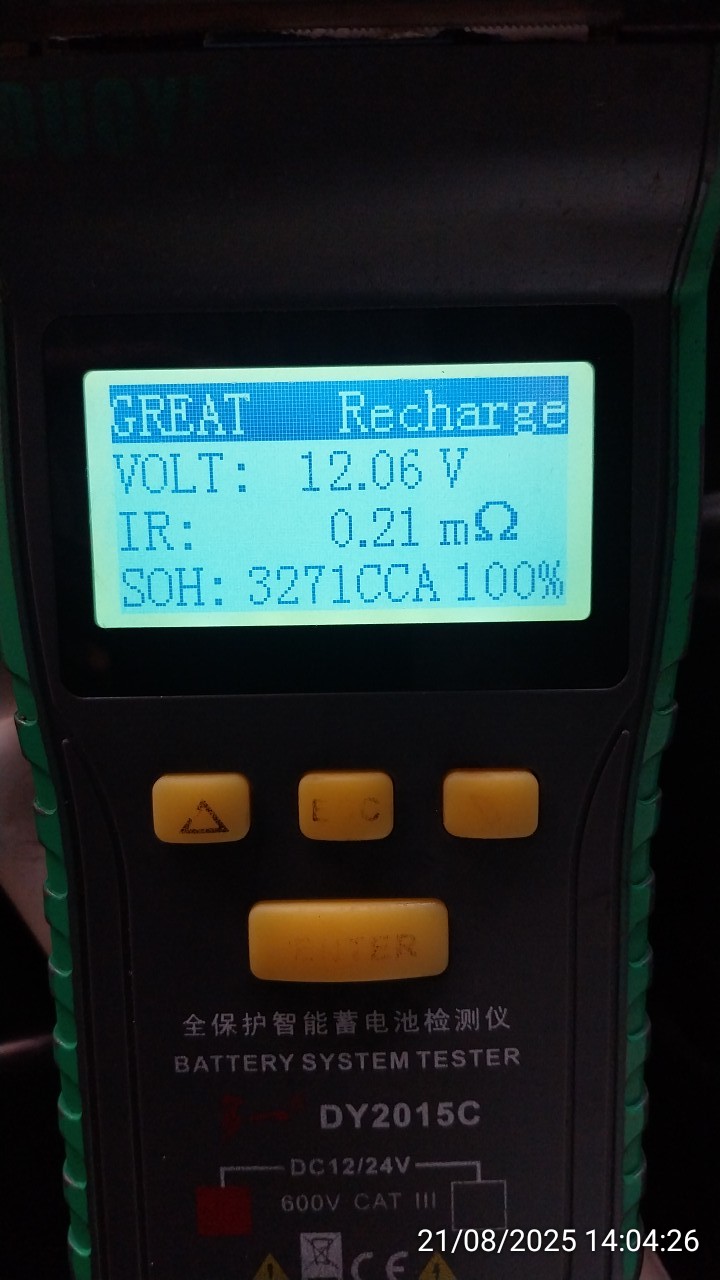 DUOYI
GREAT Recharge
VOLT: 12.06 V
IR: 0.21 mΩ
SOH: 3271CCA 100%
ENTER
全保护智能蓄电池检测仪
BATTERY SYSTEM TESTER
DY2015C
DC12/24V
600V CAT III
CE
21/08/2025 14:04:26